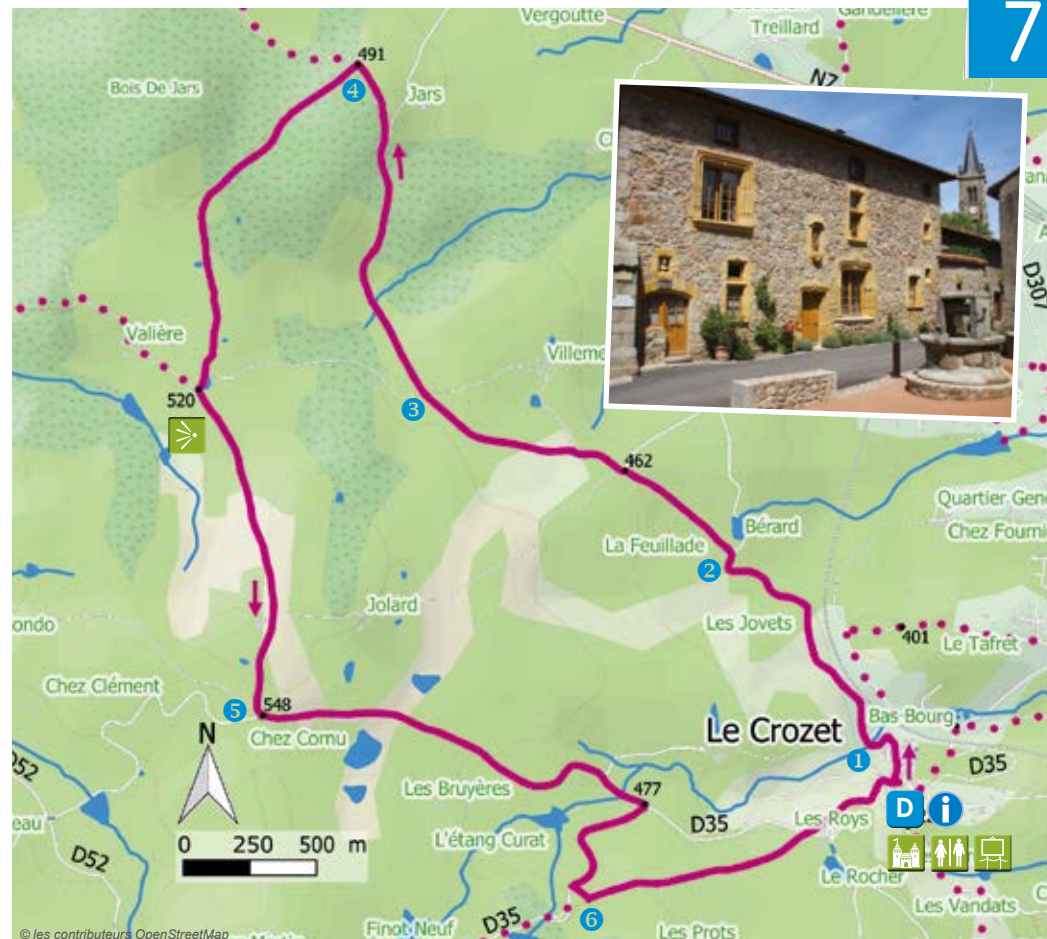 7
Vergoutte
Gandelière
Treillard
N7
491
Bois De Jars
4
Jars
D307
Valière
Villeme
520
3
462
Quartier Gen
Bérard
Chez Fourni
La Feuillade
2
Jolard
Les Jovets
401
Le Tafret
ondo
Chez Clément
5
548
Chez Cornu
N
Le Crozet
Bas Bourg
1
D35
D52
Les Bruyères
477
D35
Les Roys
D
i
eau
0 250 500 m
L'étang Curat
D52
Le Rocher
Les Vandats
6
D35
Finot Neuf
Les Prots
© les contributeurs OpenStreetMap